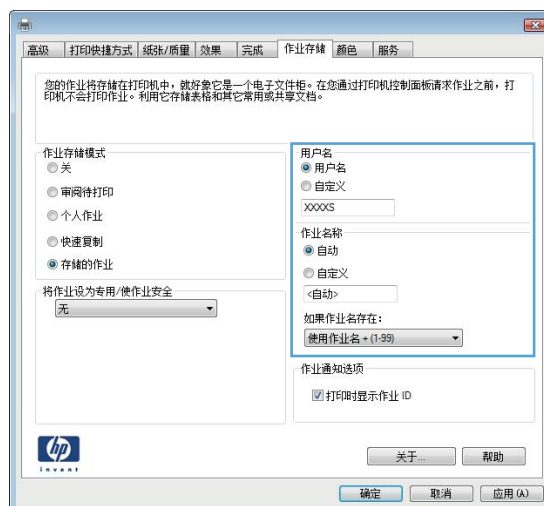 高级 打印快捷方式 纸张/质量 效果 完成 作业存储 颜色 服务
您的作业将存储在打印机中，就好象它是一个电子文件柜。在您通过打印机控制面板请求作业之前，打
印机不会打印作业。利用它存储表格和其它常用或共享文档。
作业存储模式
关
审阅待打印
个人作业
快速复制
存储的作业
将作业设为专用/使作业安全
无
用户名
用户名
自定义
XXXXS
作业名称
自动
自定义
<自动>
如果作业名存在：
使用作业名 + (1-99)
作业通知选项
打印时显示作业 ID
hp
invent
关于... 帮助
确定 取消 应用(A)